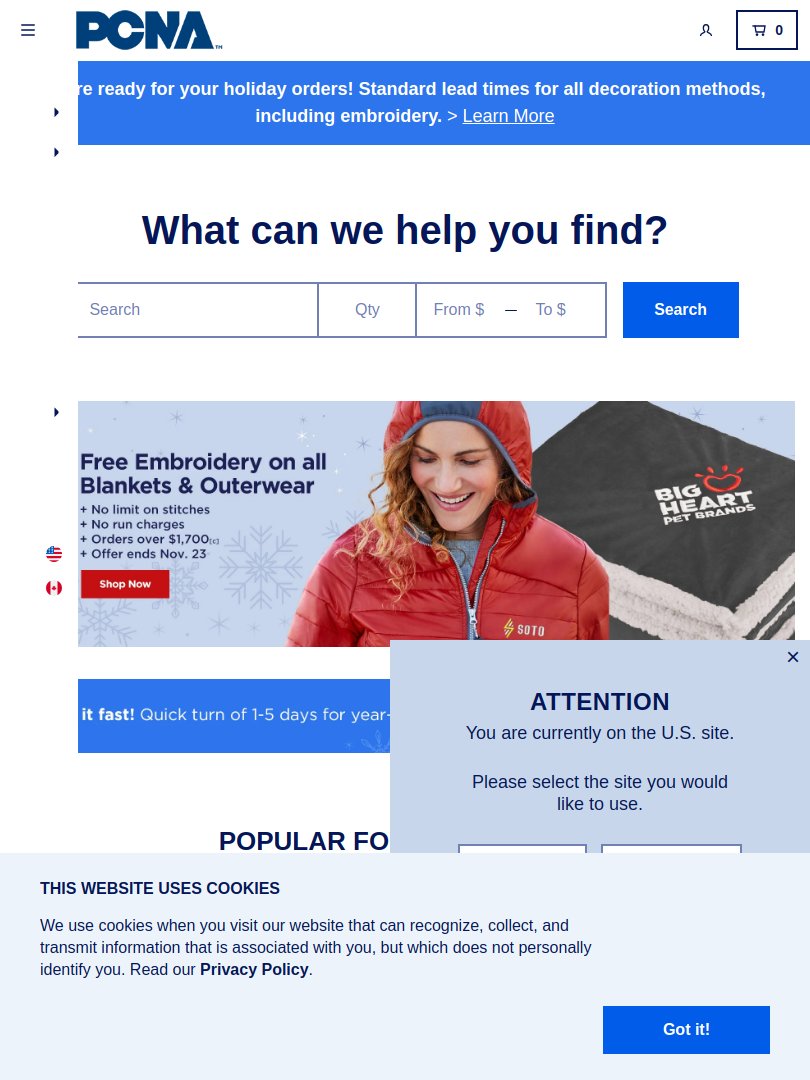 PCNA
TM
0
re ready for your holiday orders! Standard lead times for all decoration methods,
including embroidery. > Learn More
What can we help you find?
Search
Qty
From $ — To $
Search
Free Embroidery on all
Blankets & Outerwear
+ No limit on stitches
+ No run charges
+ Orders over $1,700[c]
+ Offer ends Nov. 23
Shop Now
BIG
HEART
PET BRANDS
SOTO
it fast! Quick turn of 1-5 days for year-
ATTENTION
You are currently on the U.S. site.
Please select the site you would
like to use.
POPULAR FO
THIS WEBSITE USES COOKIES
We use cookies when you visit our website that can recognize, collect, and
transmit information that is associated with you, but which does not personally
identify you. Read our Privacy Policy.
Got it!